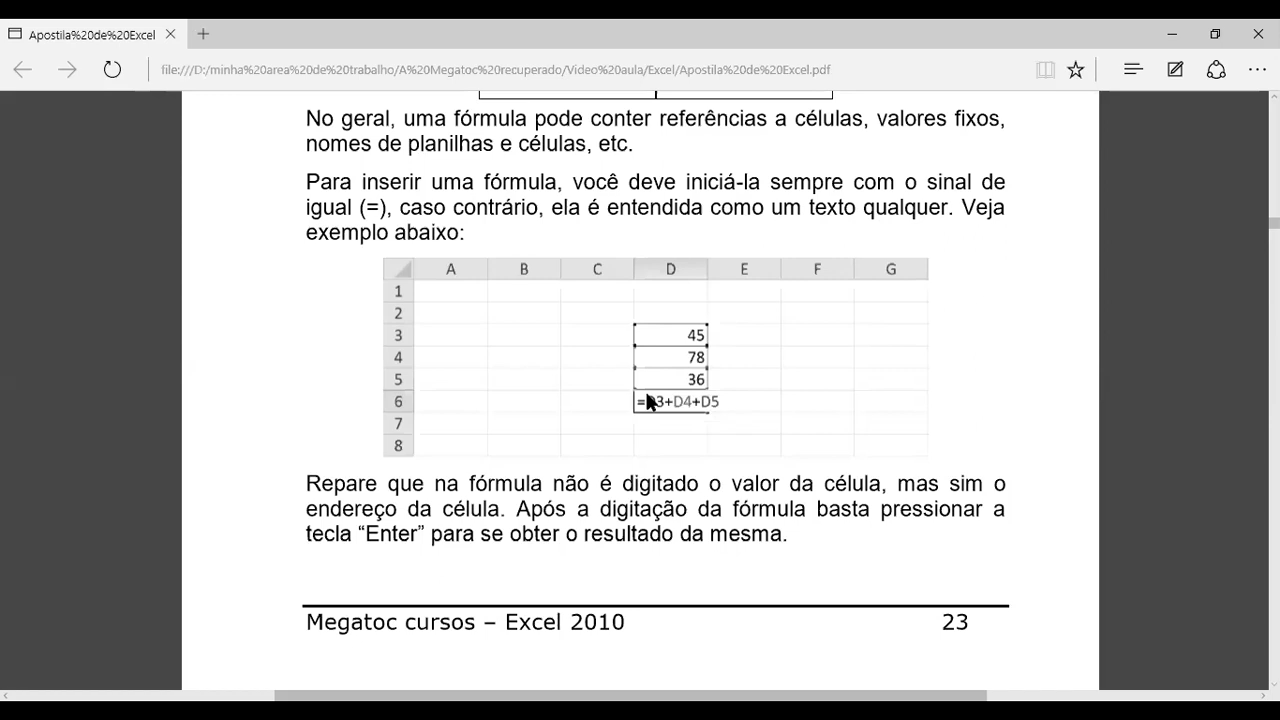 Apostila%20de%20Excel
file:///D:/minha%20area%20de%20trabalho/A%20Megatoc%20recuperado/Video%20aula/Excel/Apostila%20de%20Excel.pdf
No geral, uma fórmula pode conter referências a células, valores fixos,
nomes de planilhas e células, etc.
Para inserir uma fórmula, você deve iniciá-la sempre com o sinal de
igual (=), caso contrário, ela é entendida como um texto qualquer. Veja
exemplo abaixo:
A B C D E F G
1
2
3 45
4 78
5 36
6 =D3+D4+D5
7
8
Repare que na fórmula não é digitado o valor da célula, mas sim o
endereço da célula. Após a digitação da fórmula basta pressionar a
tecla “Enter” para se obter o resultado da mesma.
Megatoc cursos – Excel 2010 23